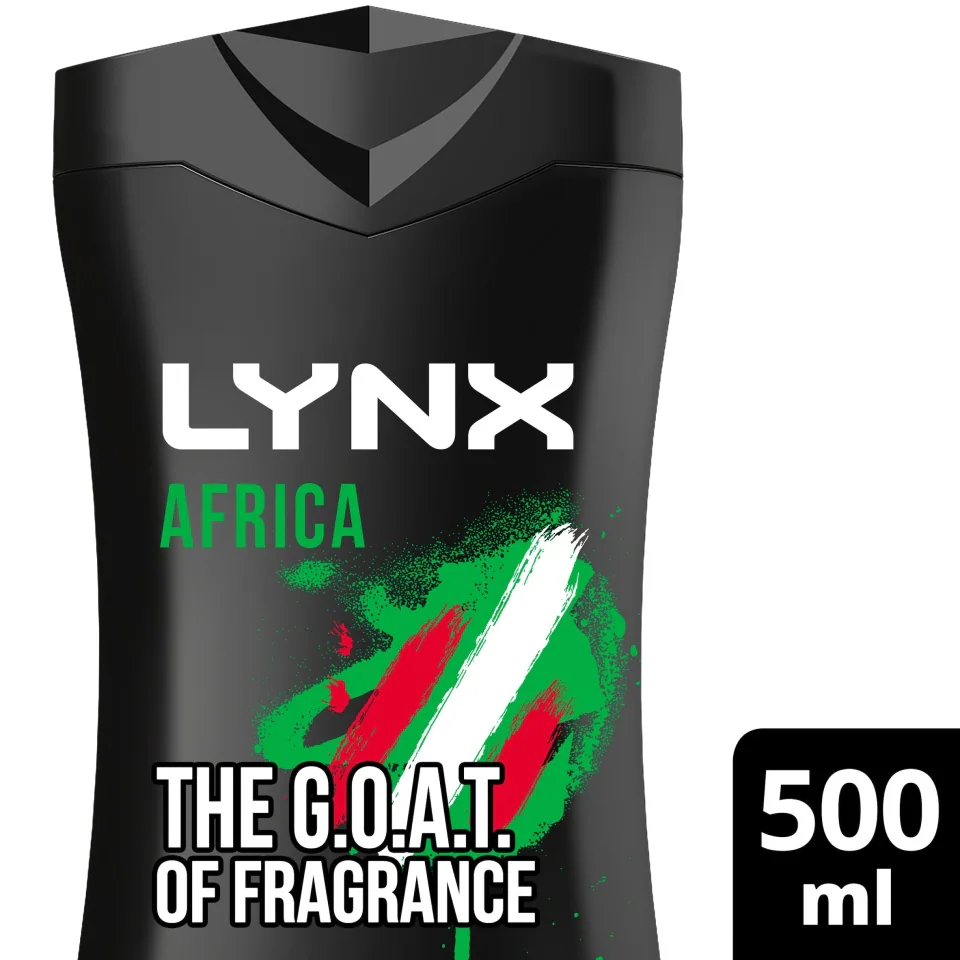 LYNX
AFRICA
THE G.O.A.T.
OF FRAGRANCE
500
ml